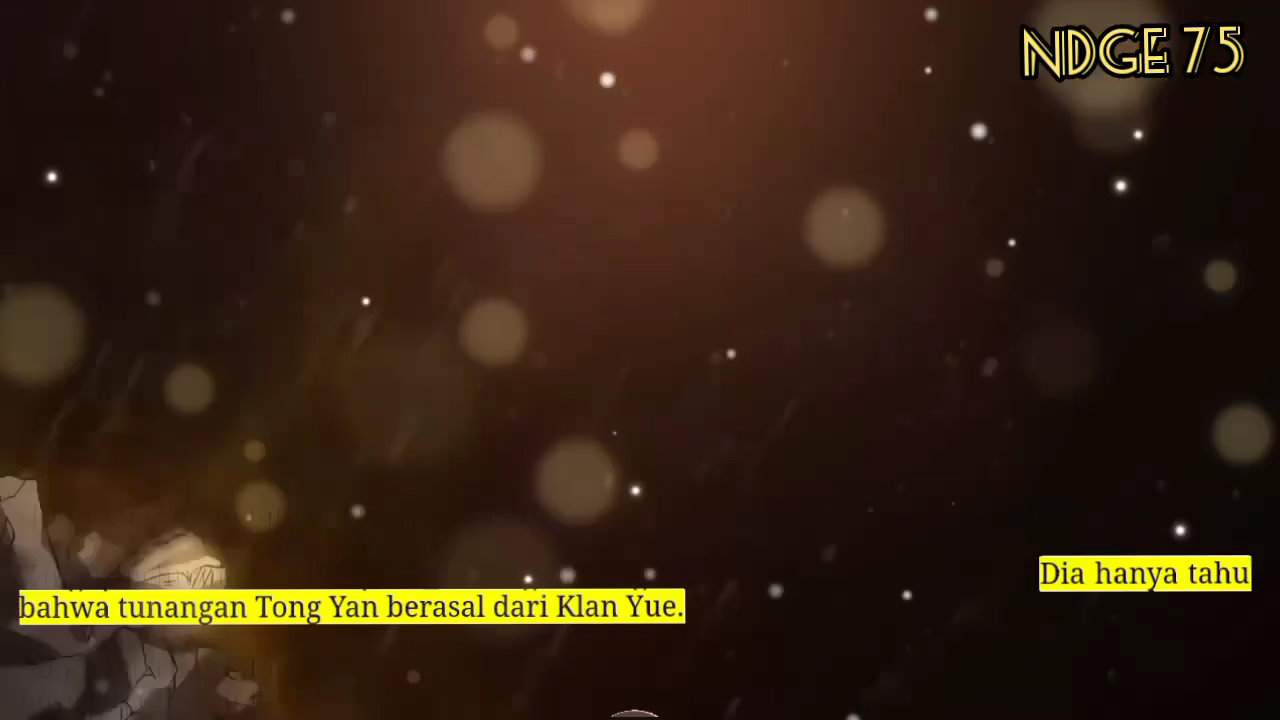 NDGE 75
Dia hanya tahu
bahwa tunangan Tong Yan berasal dari Klan Yue.